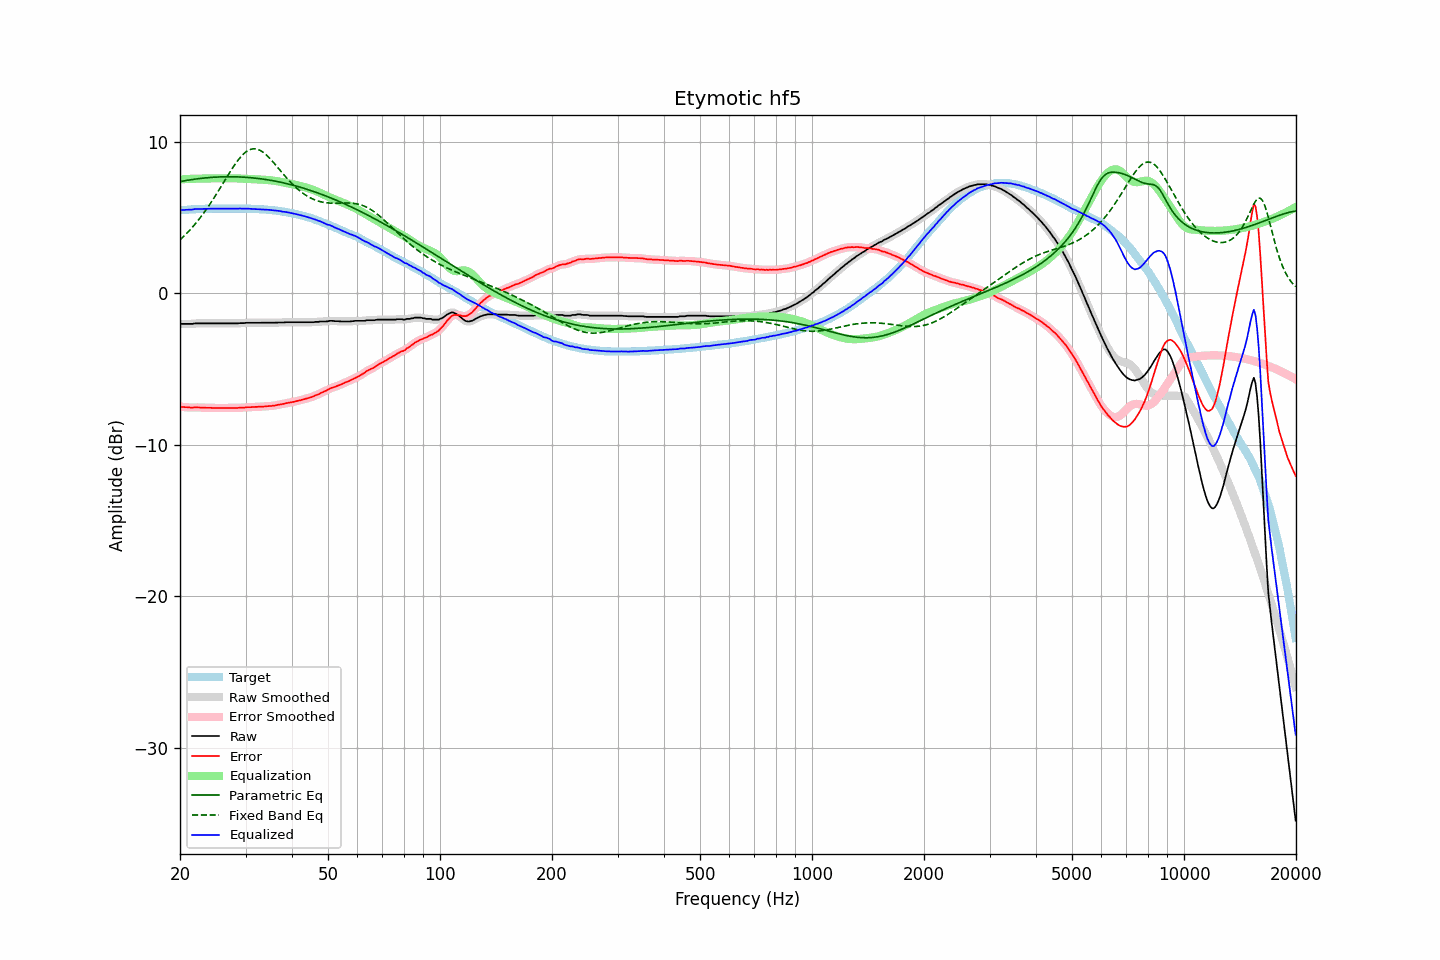 Etymotic hf5
Amplitude (dBr)
10
0
−10
−20
−30
Target
Raw Smoothed
Error Smoothed
Raw
Error
Equalization
Parametric Eq
Fixed Band Eq
Equalized
20 50 100 200 500 1000 2000 5000 10000 20000
Frequency (Hz)